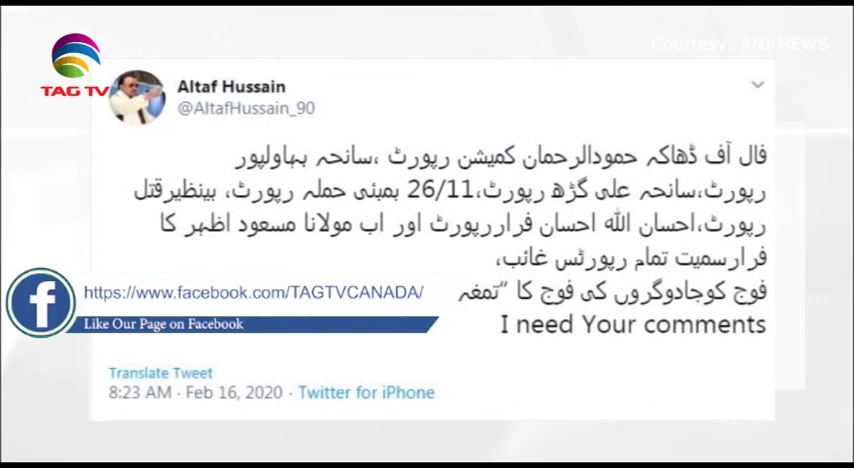 Courtesy: ANI NEWS
TAG TV
Altaf Hussain
@AltafHussain_90
فال آف ڈھاکہ حمودالرحمان کمیشن رپورٹ ،سانحہ بہاولپور
رپورٹ،سانحہ علی گڑھ رپورٹ،26/11 بمبئی حملہ رپورٹ، بینظیرقتل
رپورٹ،احسان اللہ احسان فراررپورٹ اور اب مولانا مسعود اظہر کا
فرارسمیت تمام رپورٹس غائب،
فوج کوجادوگروں کی فوج کا “تمغہ
I need Your comments
https://www.facebook.com/TAGTVCANADA/
Like Our Page on Facebook
Translate Tweet
8:23 AM · Feb 16, 2020 · Twitter for iPhone